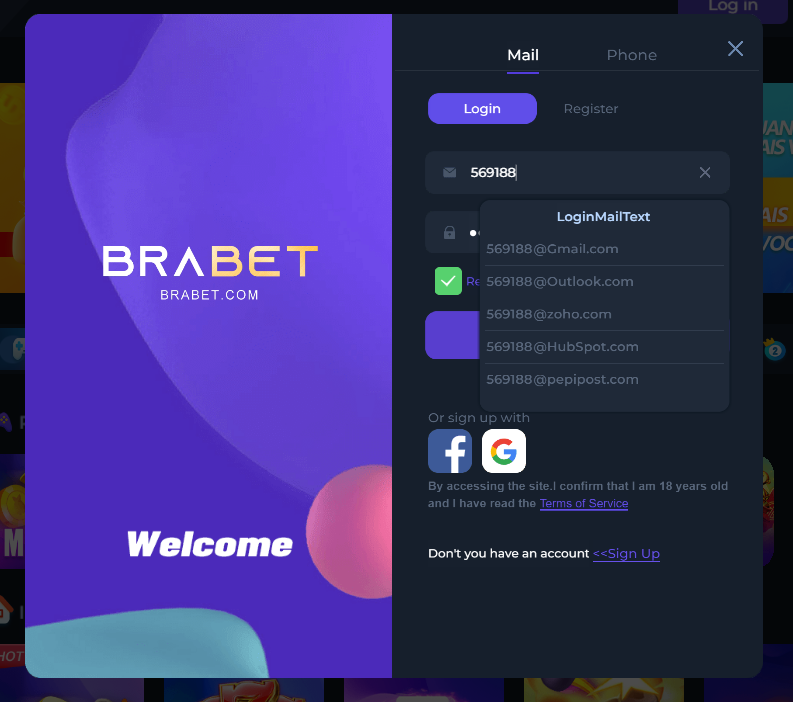 Log in
Mail
Phone
Login
Register
569188
LoginMailText
569188@Gmail.com
569188@Outlook.com
569188@zoho.com
569188@HubSpot.com
569188@pepipost.com
BRABET
BRABET.COM
Or sign up with
By accessing the site.I confirm that I am 18 years old
and I have read the Terms of Service
Welcome
Don't you have an account <<Sign Up
HOT
2